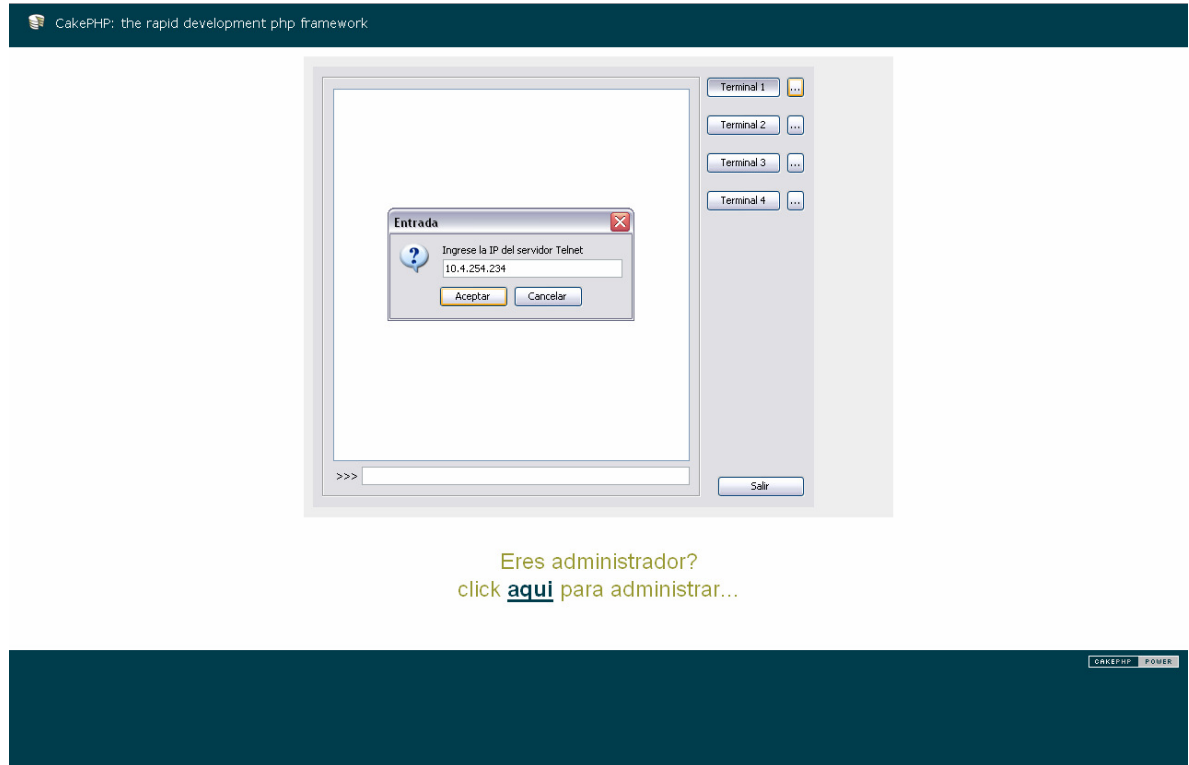 CakePHP: the rapid development php framework
Terminal 1 ...
Terminal 2 ...
Terminal 3 ...
Terminal 4 ...
Entrada
Ingrese la IP del servidor Telnet
10.4.254.234
Aceptar Cancelar
>>>
Salir
Eres administrador?
click aqui para administrar...
CAKEPHP POWER